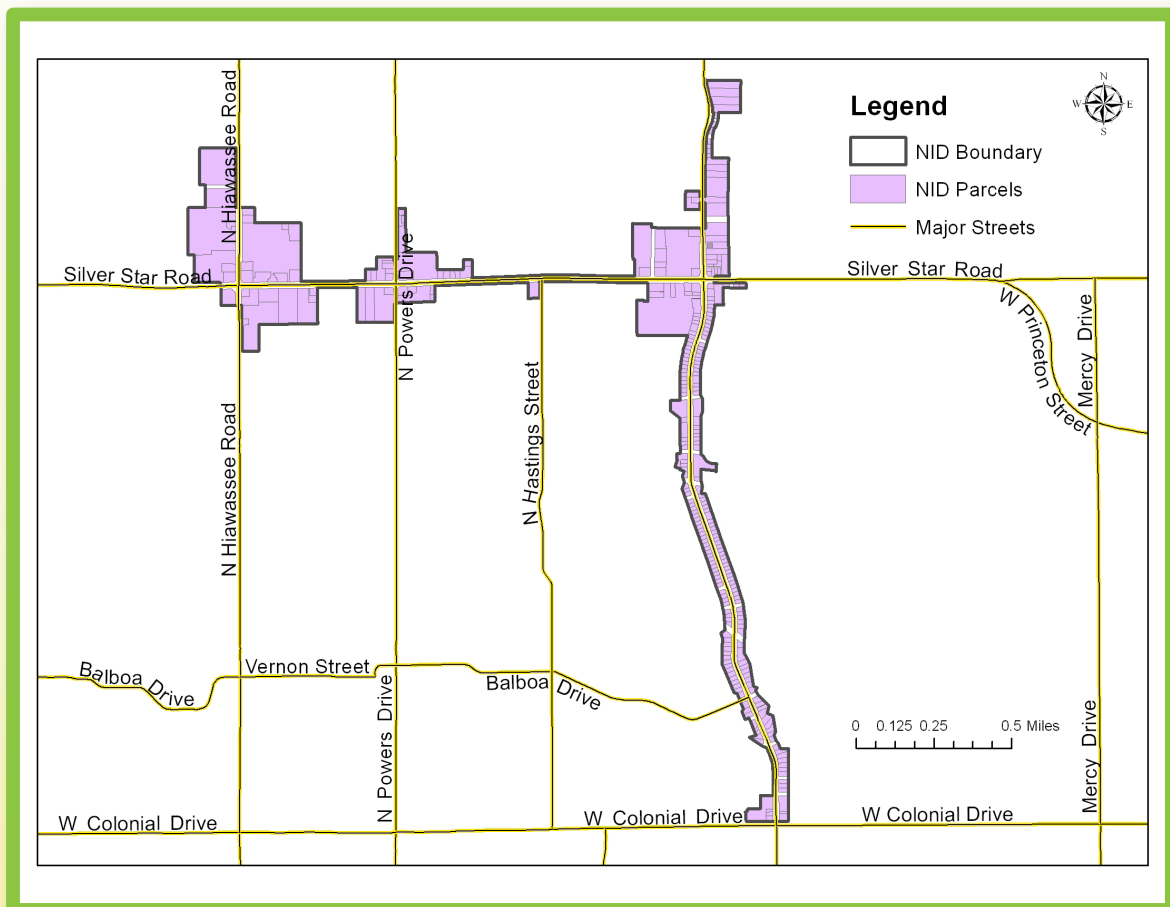 N
W
E
S
Legend
NID Boundary
NID Parcels
Major Streets
N Hiawassee Road
Silver Star Road
N Powers Drive
Silver Star Road
W Princeton Street
Mercy Drive
N Hastings Street
N Hiawassee Road
Balboa Drive
Vernon Street
N Powers Drive
Balboa Drive
0 0.125 0.25 0.5 Miles
Mercy Drive
W Colonial Drive
W Colonial Drive
W Colonial Drive